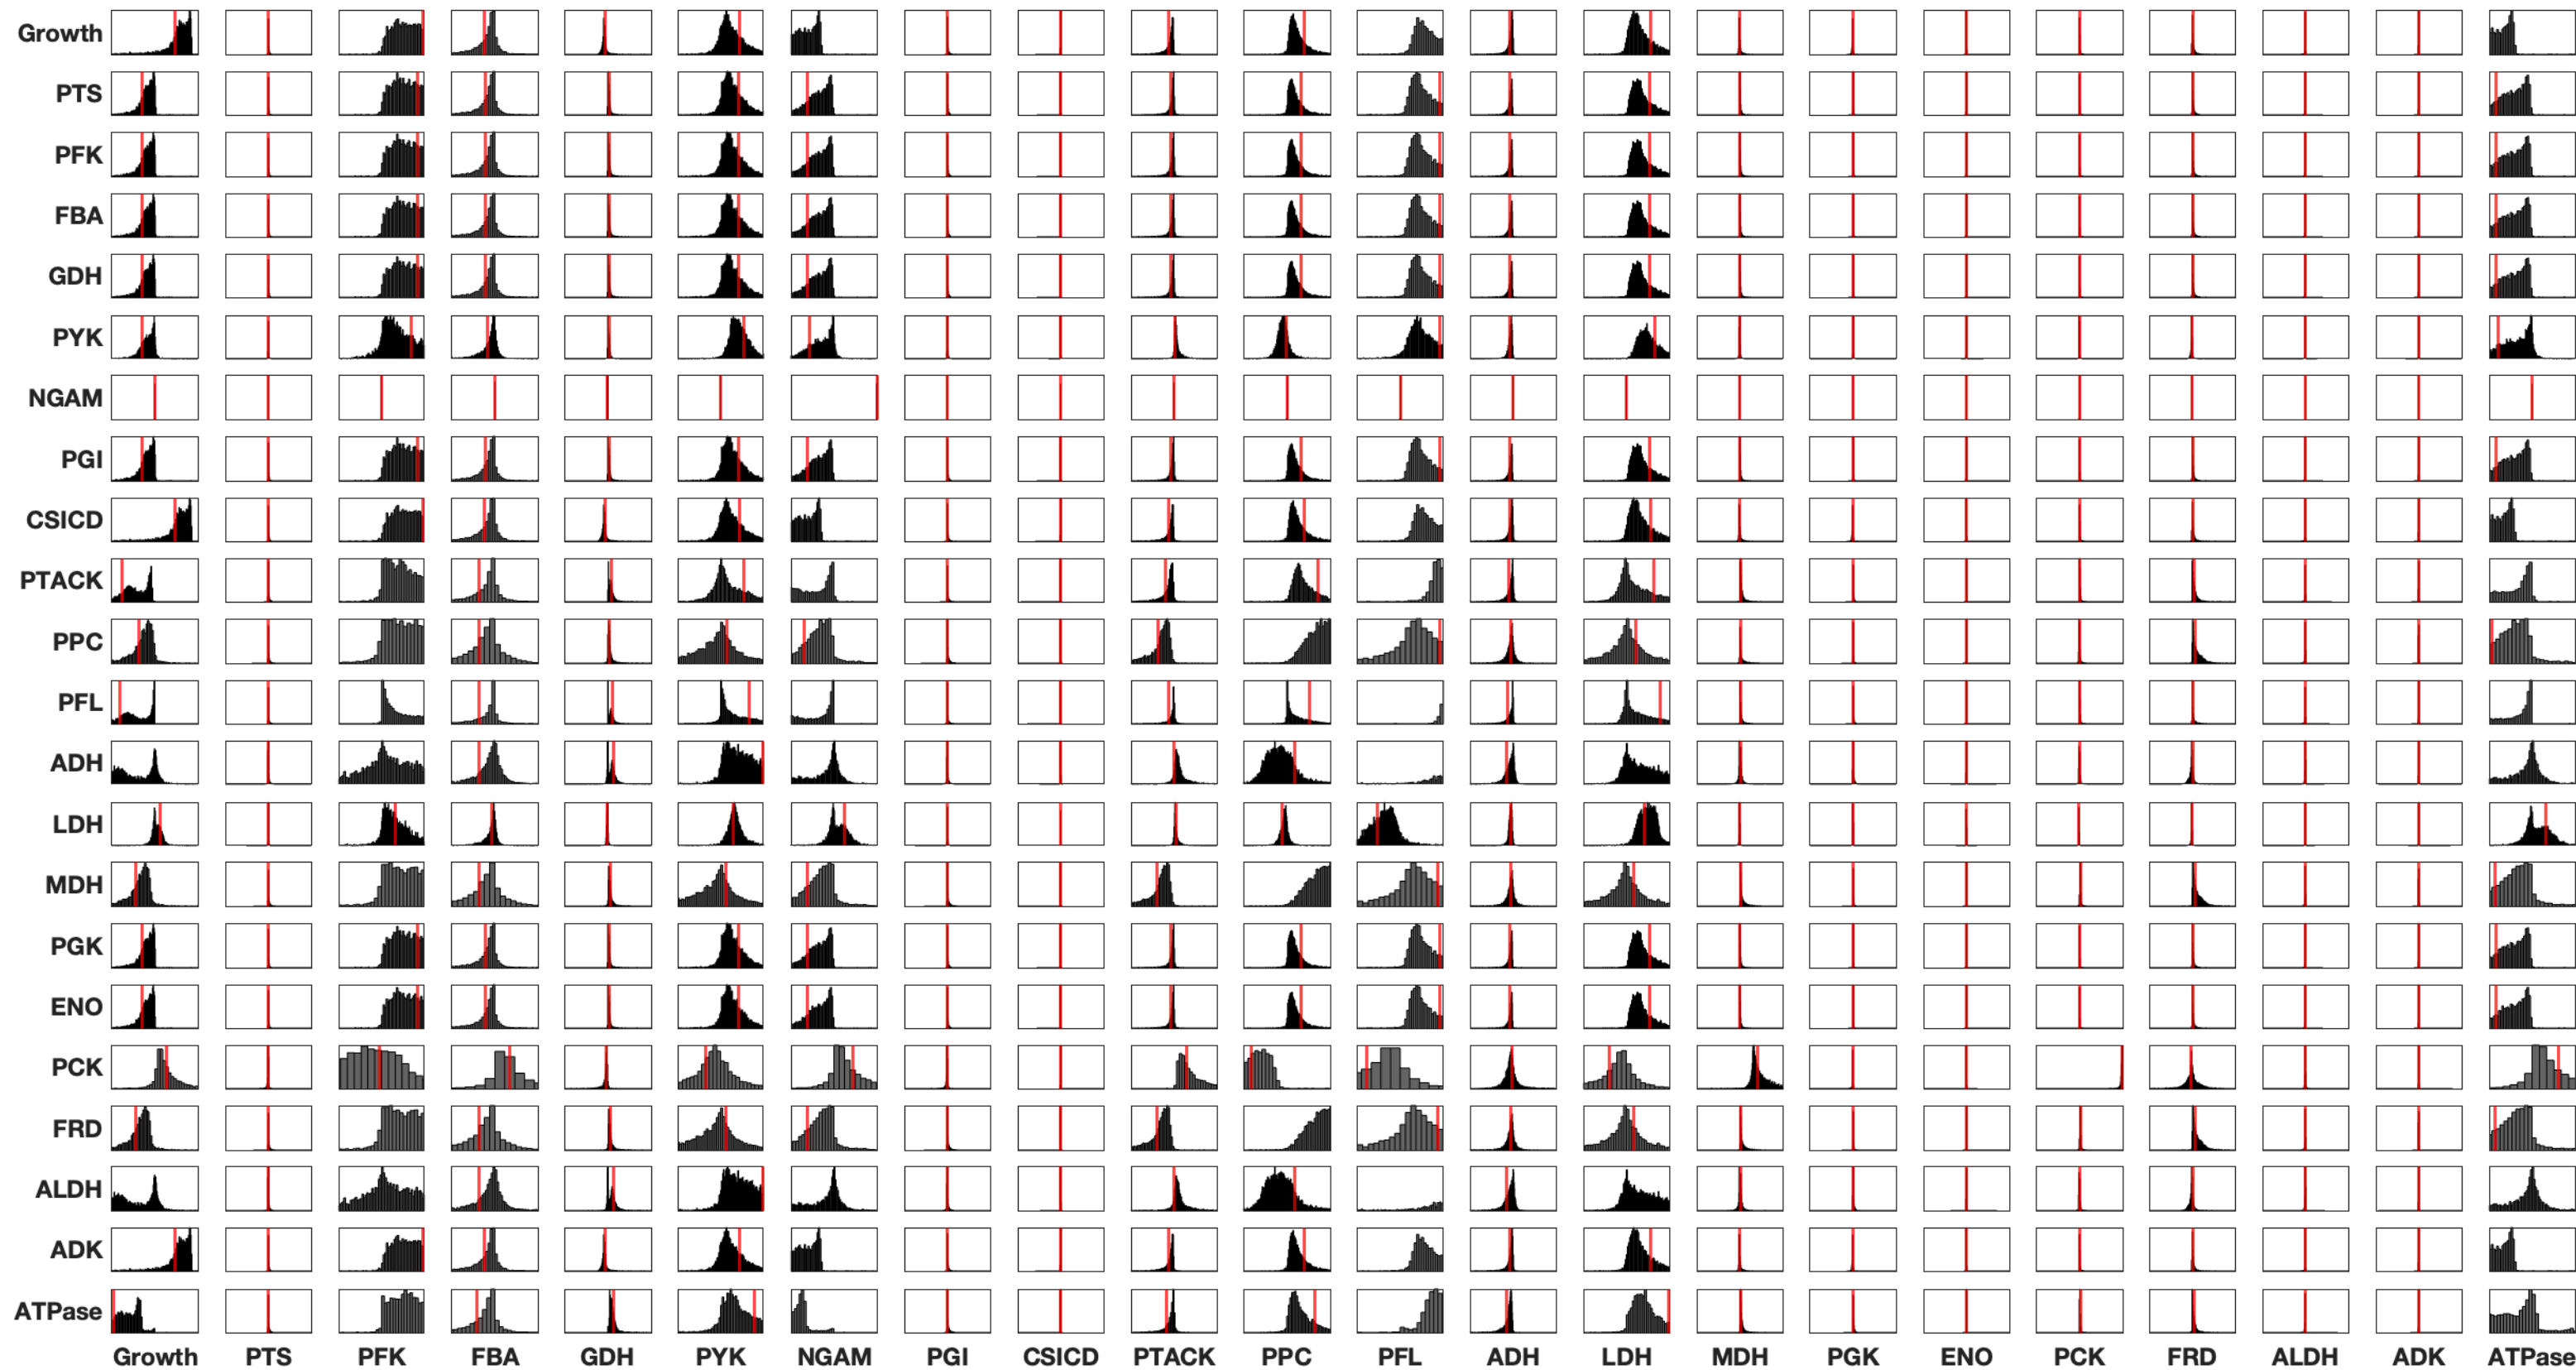 Growth
PTS
PFK
FBA
GDH
PYK
NGAM
PGI
CSICD
PTACK
PPC
PFL
ADH
LDH
MDH
PGK
ENO
PCK
FRD
ALDH
ADK
ATPase
Growth PTS PFK FBA GDH PYK NGAM PGI CSICD PTACK PPC PFL ADH LDH MDH PGK ENO PCK FRD ALDH ADK ATPase